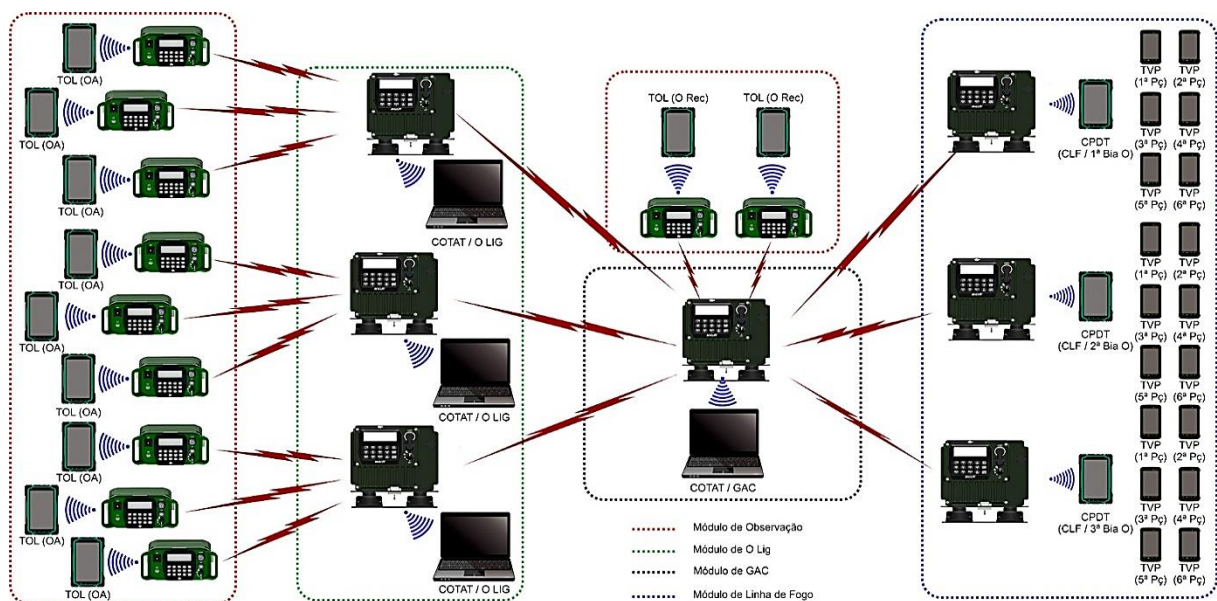 TOL (OA)
TOL (OA)
TOL (OA)
TOL (OA)
TOL (OA)
TOL (OA)
TOL (OA)
TOL (OA)
TOL (OA)
COTAT / O LIG
COTAT / O LIG
COTAT / O LIG
TOL (O Rec)
TOL (O Rec)
COTAT / GAC
Módulo de Observação
Módulo de O Lig
Módulo de GAC
Módulo de Linha de Fogo
CPDT
(CLF / 1ª Bia O)
TVP
(1ª Pç)
TVP
(2ª Pç)
TVP
(3ª Pç)
TVP
(4ª Pç)
TVP
(5ª Pç)
TVP
(6ª Pç)
CPDT
(CLF / 2ª Bia O)
TVP
(1ª Pç)
TVP
(2ª Pç)
TVP
(3ª Pç)
TVP
(4ª Pç)
TVP
(5ª Pç)
TVP
(6ª Pç)
CPDT
(CLF / 3ª Bia O)
TVP
(1ª Pç)
TVP
(2ª Pç)
TVP
(3ª Pç)
TVP
(4ª Pç)
TVP
(5ª Pç)
TVP
(6ª Pç)